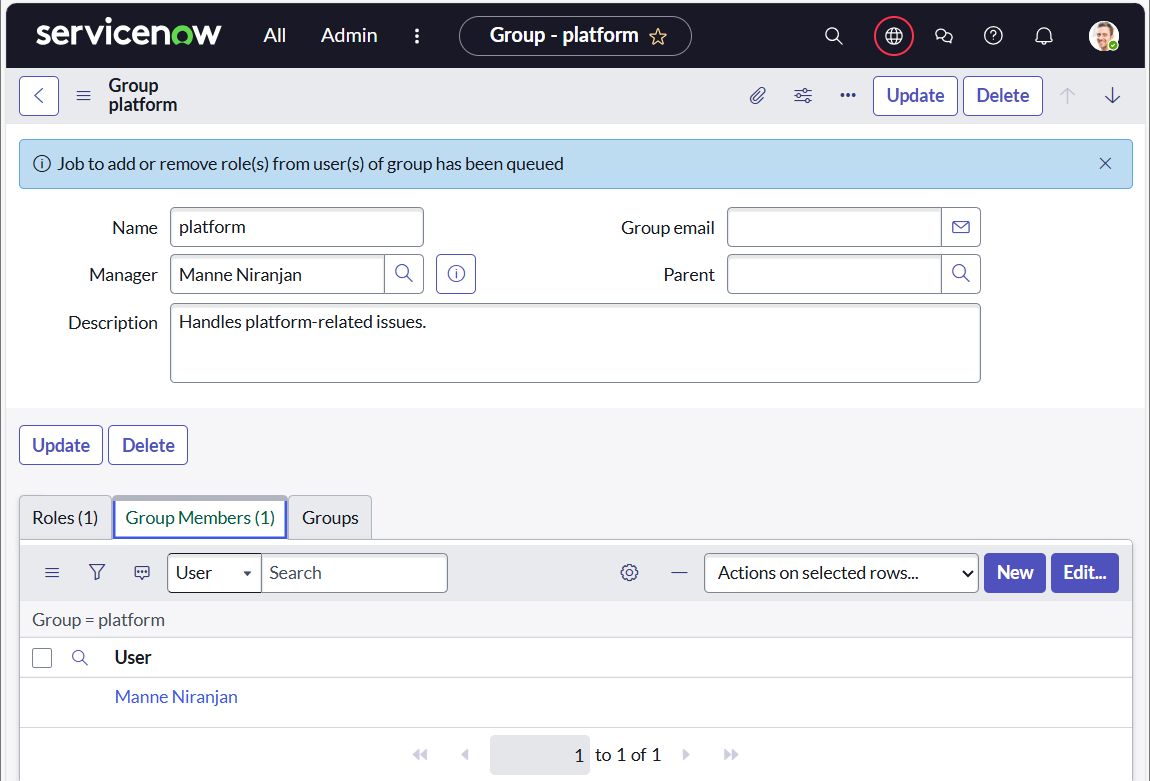 servicenow All Admin Group - platform
Group
platform
Update Delete
Job to add or remove role(s) from user(s) of group has been queued
Name platform Group email
Manager Manne Niranjan Parent
Description Handles platform-related issues.
Update Delete
Roles (1) Group Members (1) Groups
User Search Actions on selected rows... New Edit...
Group = platform
User
Manne Niranjan
1 to 1 of 1